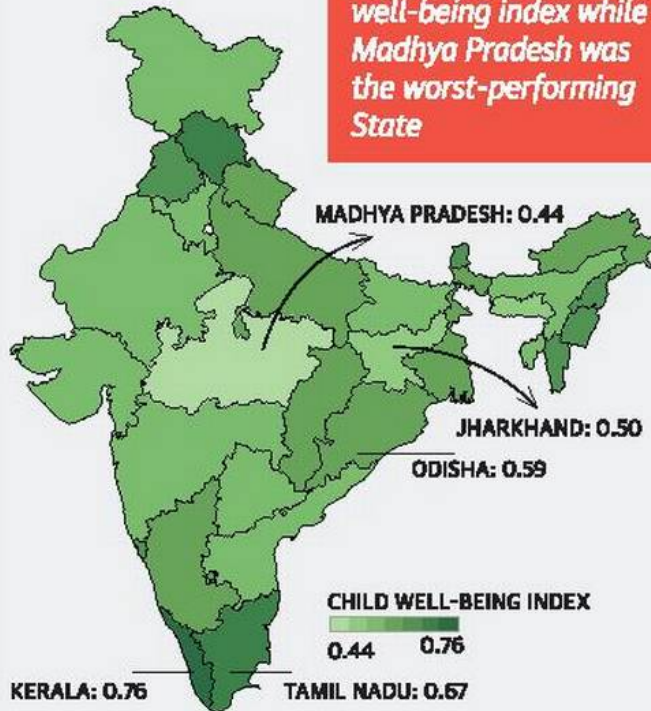 well-being index while
Madhya Pradesh was
the worst-performing
State
MADHYA PRADESH: 0.44
JHARKHAND: 0.50
ODISHA: 0.59
CHILD WELL-BEING INDEX
0.44
0.76
KERALA: 0.76
TAMIL NADU: 0.67